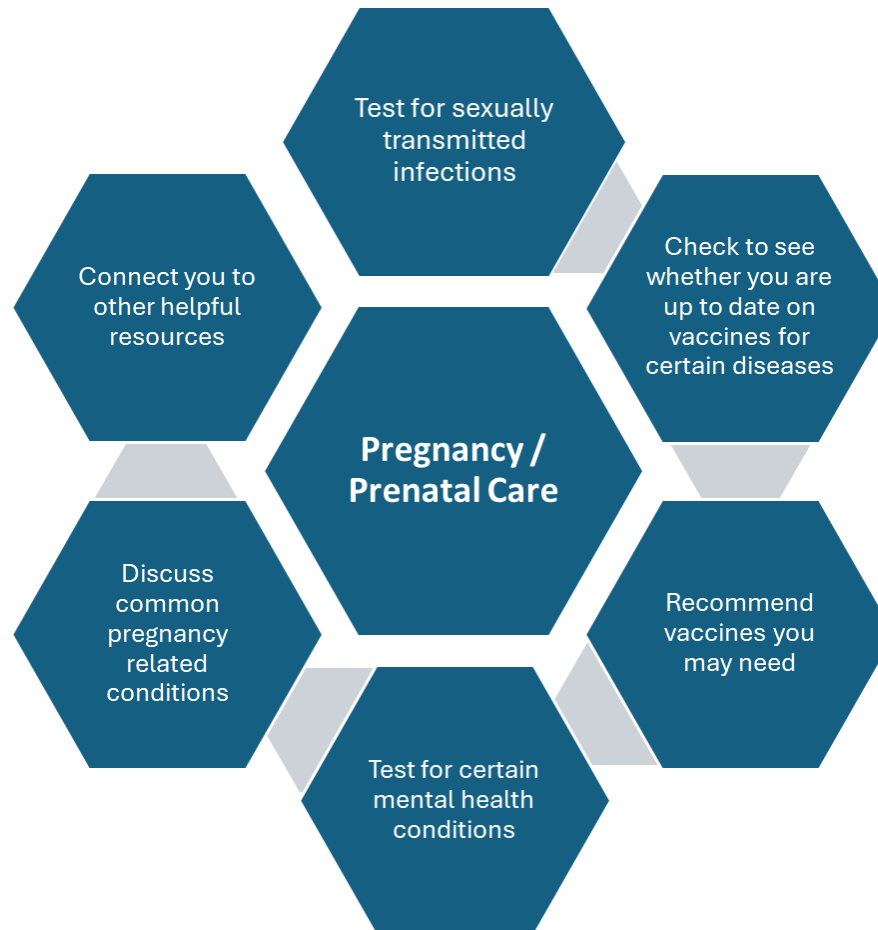 Test for sexually
transmitted
infections
Check to see
whether you are
up to date on
vaccines for
certain diseases
Recommend
vaccines you
may need
Test for certain
mental health
conditions
Discuss
common
pregnancy
related
conditions
Connect you to
other helpful
resources
Pregnancy /
Prenatal Care